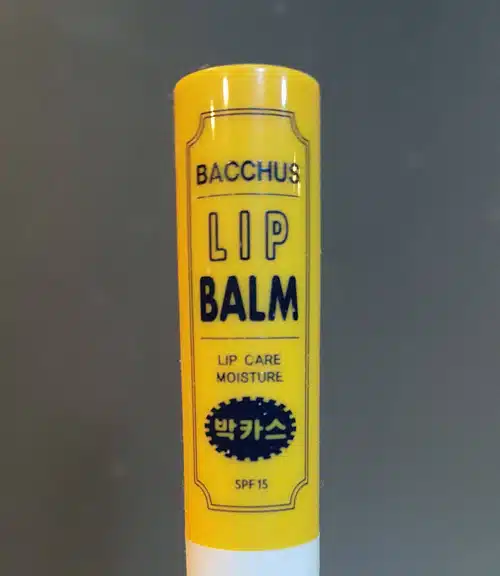 BACCHUS
LIP
BALM
LIP CARE
MOISTURE
박카스
SPF15